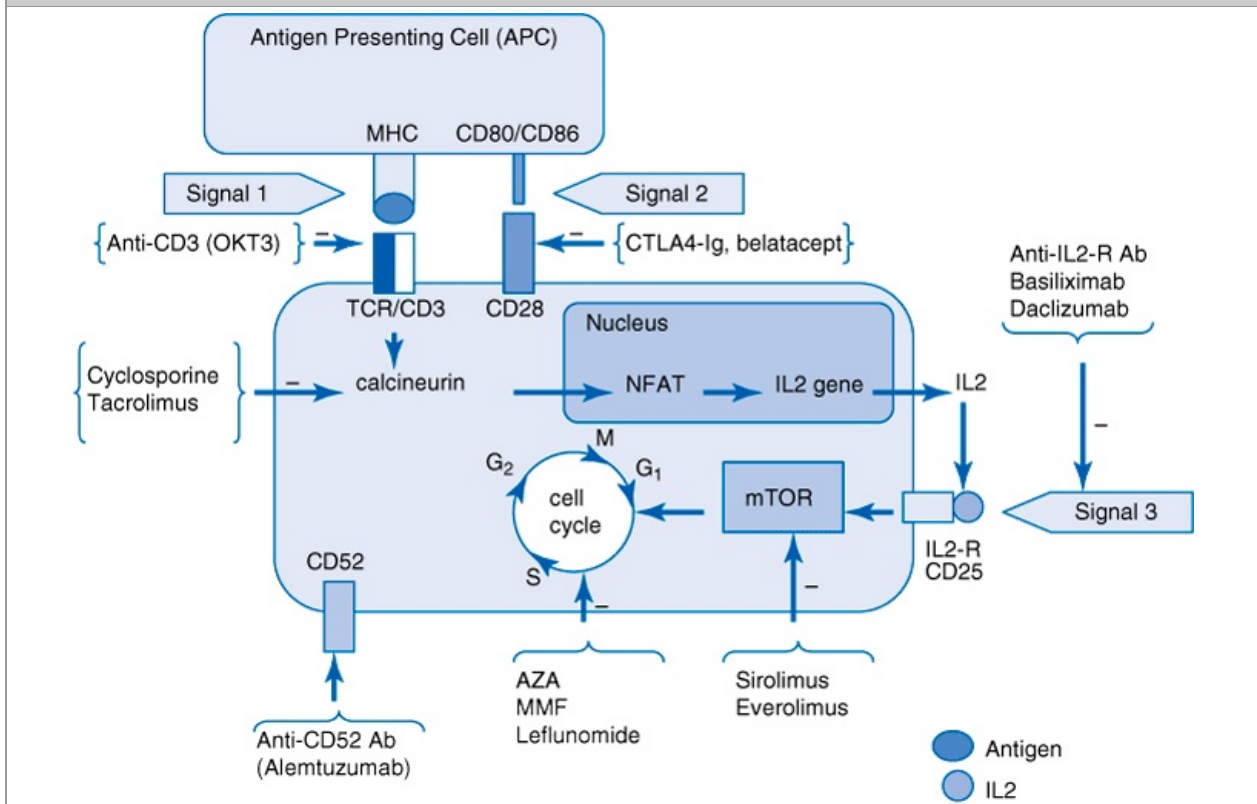 Antigen Presenting Cell (APC)
MHC
CD80/CD86
Signal 1
Signal 2
Anti-CD3 (OKT3)
–
–
CTLA4-Ig, belatacept
Anti-IL2-R Ab
Basiliximab
Daclizumab
TCR/CD3
CD28
Nucleus
Cyclosporine
Tacrolimus
–
calcineurin
NFAT
IL2 gene
IL2
–
M
G2
G1
cell
cycle
S
mTOR
Signal 3
IL2-R
CD25
CD52
–
–
AZA
MMF
Leflunomide
Sirolimus
Everolimus
Anti-CD52 Ab
(Alemtuzumab)
Antigen
IL2